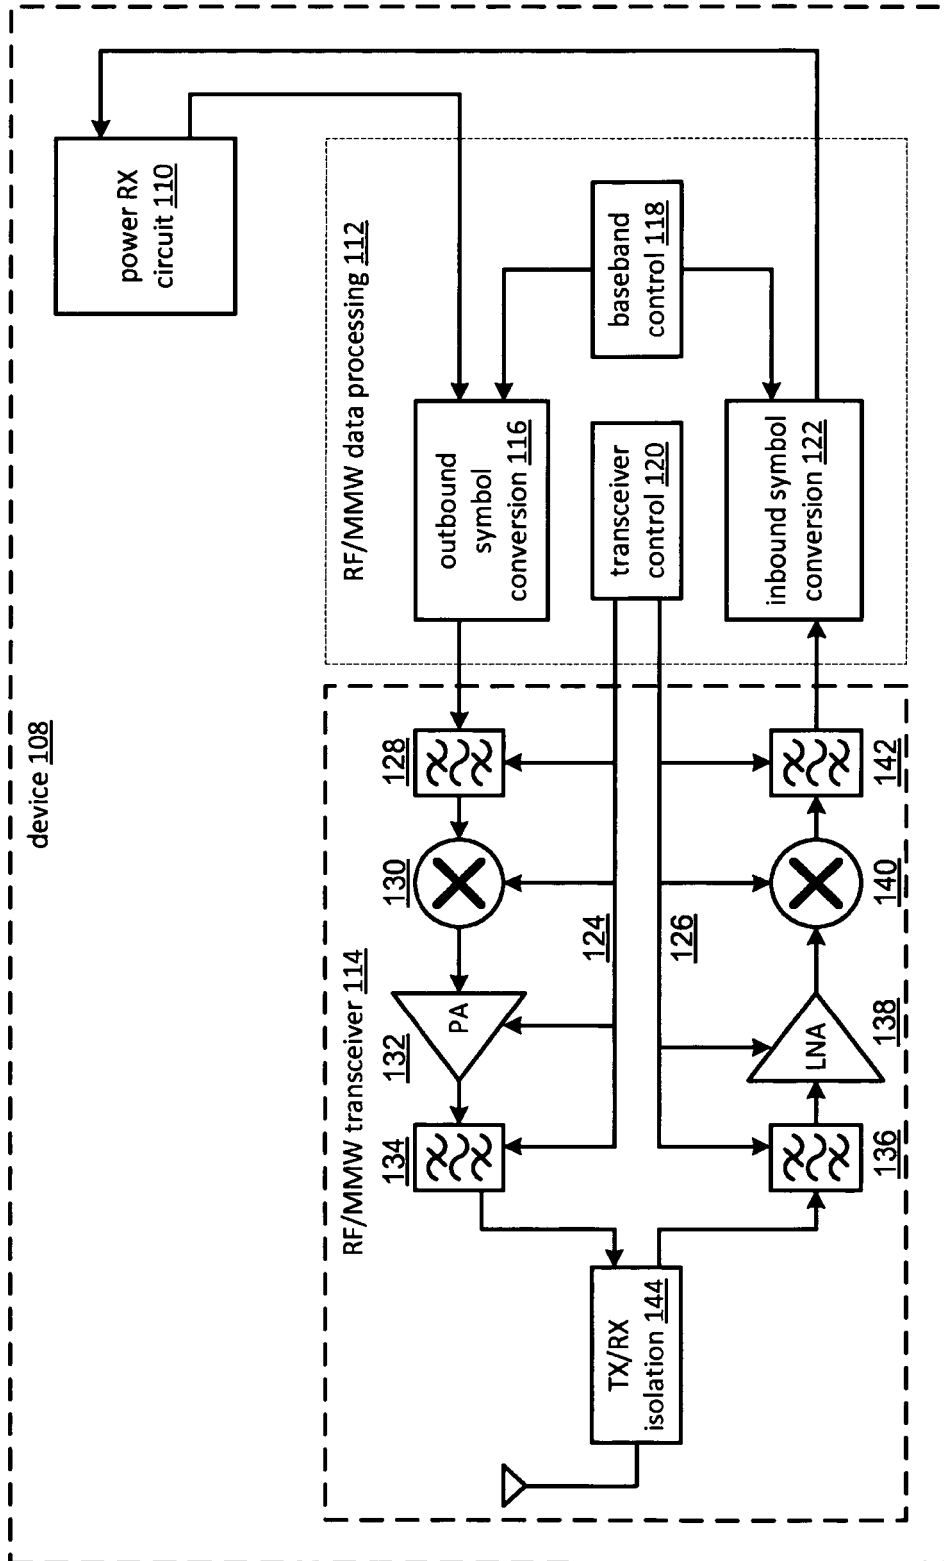 device 108
power RX
circuit 110
RF/MMW data processing 112
outbound
symbol
conversion 116
baseband
control 118
transceiver
control 120
inbound symbol
conversion 122
RF/MMW transceiver 114
128
130
132
PA
134
124
126
142
140
138
LNA
136
TX/RX
isolation 144